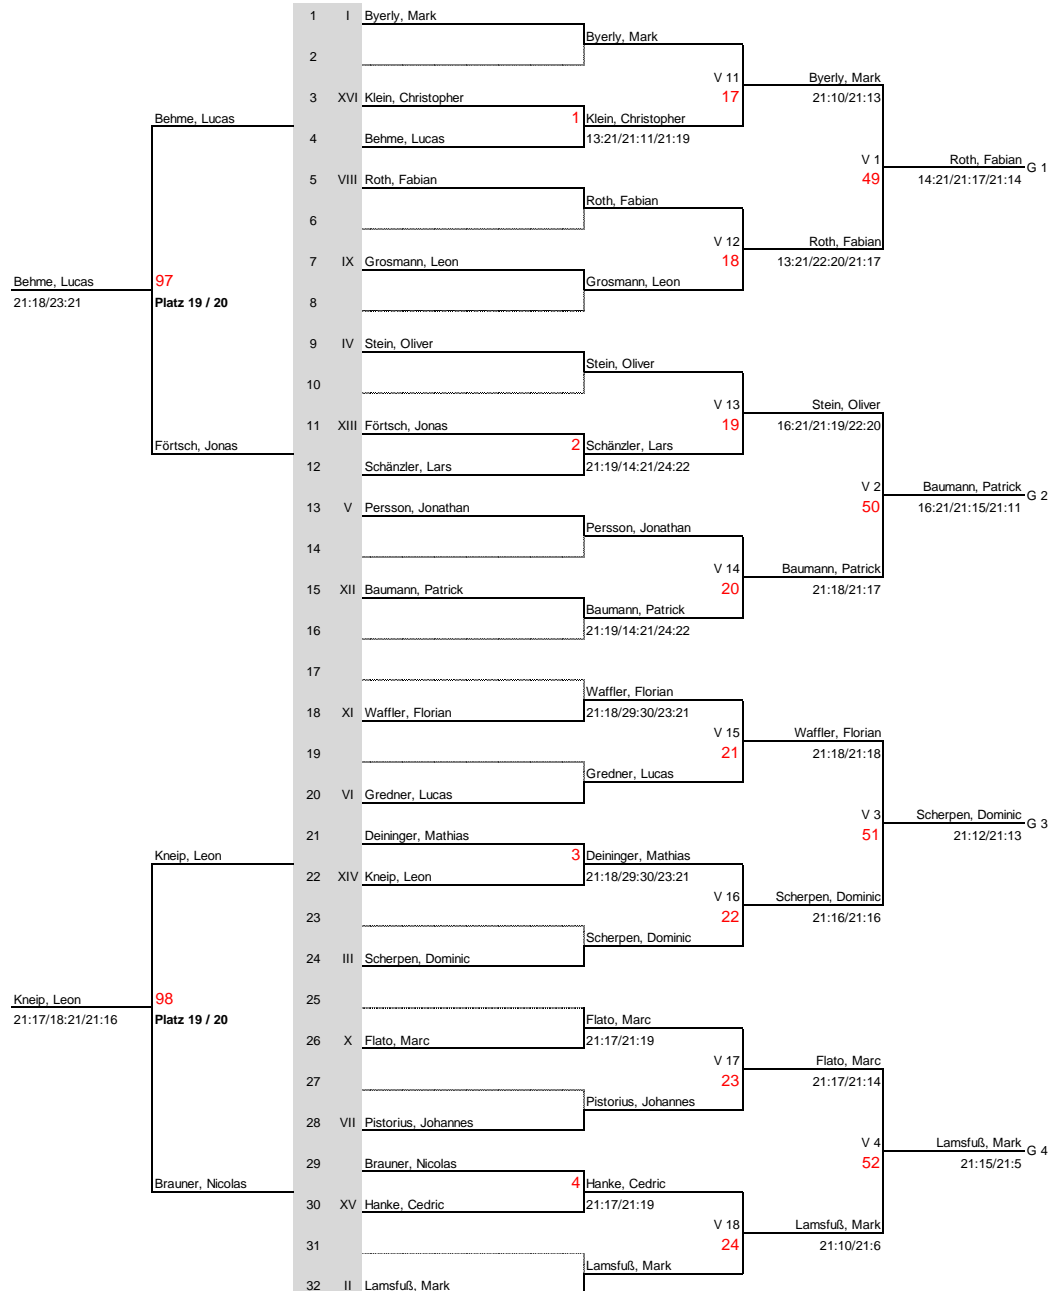 1 I Byerly, Mark
Byerly, Mark
2
V 11 Byerly, Mark
3 XVI Klein, Christopher 17 21:10/21:13
Behme, Lucas 1 Klein, Christopher
4 Behme, Lucas 13:21/21:11/21:19
V 1 Roth, Fabian G 1
5 VIII Roth, Fabian 49 14:21/21:17/21:14
Roth, Fabian
6
V 12 Roth, Fabian
7 IX Grosmann, Leon 18 13:21/22:20/21:17
Behme, Lucas 97 Grosmann, Leon
21:18/23:21 Platz 19 / 20 8
9 IV Stein, Oliver
Stein, Oliver
10
V 13 Stein, Oliver
11 XIII Förtsch, Jonas 19 16:21/21:19/22:20
Förtsch, Jonas 2 Schänzler, Lars
12 Schänzler, Lars 21:19/14:21/24:22
V 2 Baumann, Patrick G 2
13 V Persson, Jonathan 50 16:21/21:15/21:11
Persson, Jonathan
14
V 14 Baumann, Patrick
15 XII Baumann, Patrick 20 21:18/21:17
Baumann, Patrick
16 21:19/14:21/24:22
17
Waffler, Florian
18 XI Waffler, Florian 21:18/29:30/23:21
V 15 Waffler, Florian
19 21 21:18/21:18
Gredner, Lucas
20 VI Gredner, Lucas
V 3 Scherpen, Dominic G 3
21 Deininger, Mathias 51 21:12/21:13
Kneip, Leon 3 Deininger, Mathias
22 XIV Kneip, Leon 21:18/29:30/23:21
V 16 Scherpen, Dominic
23 22 21:16/21:16
Scherpen, Dominic
24 III Scherpen, Dominic
Kneip, Leon 98 25
21:17/18:21/21:16 Platz 19 / 20 Flato, Marc
26 X Flato, Marc 21:17/21:19
V 17 Flato, Marc
27 23 21:17/21:14
Pistorius, Johannes
28 VII Pistorius, Johannes
V 4 Lamsfuß, Mark G 4
29 Brauner, Nicolas 52 21:15/21:5
Brauner, Nicolas 4 Hanke, Cedric
30 XV Hanke, Cedric 21:17/21:19
V 18 Lamsfuß, Mark
31 24 21:10/21:6
Lamsfuß, Mark
32 II Lamsfuß, Mark